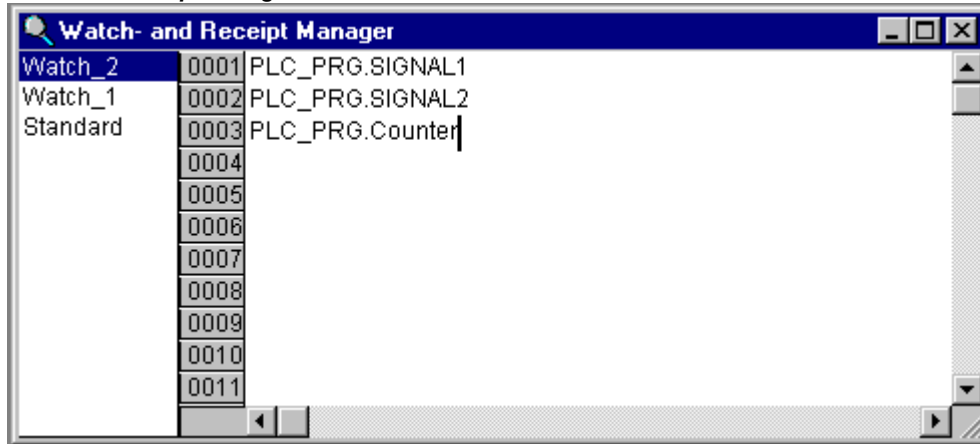 Watch- and Receipt Manager
Watch_2
Watch_1
Standard
0001 PLC_PRG.SIGNAL1
0002 PLC_PRG.SIGNAL2
0003 PLC_PRG.Counter
0004
0005
0006
0007
0008
0009
0010
0011